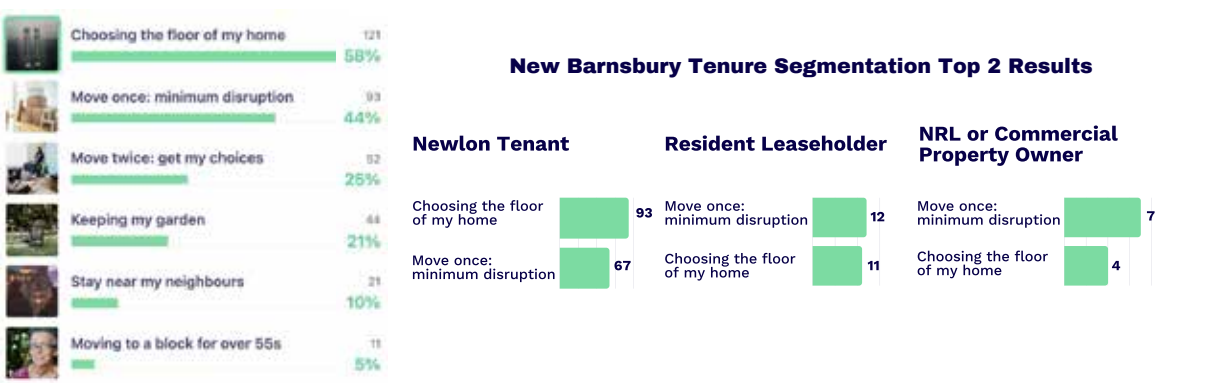 Choosing the floor of my home
121
58%
Move once: minimum disruption
93
44%
Move twice: get my choices
52
25%
Keeping my garden
44
21%
Stay near my neighbours
21
10%
Moving to a block for over 55s
11
5%
New Barnsbury Tenure Segmentation Top 2 Results
Newlon Tenant
Choosing the floor
of my home
93
Move once:
minimum disruption
67
Resident Leaseholder
Move once:
minimum disruption
12
Choosing the floor
of my home
11
NRL or Commercial
Property Owner
Move once:
minimum disruption
7
Choosing the floor
of my home
4